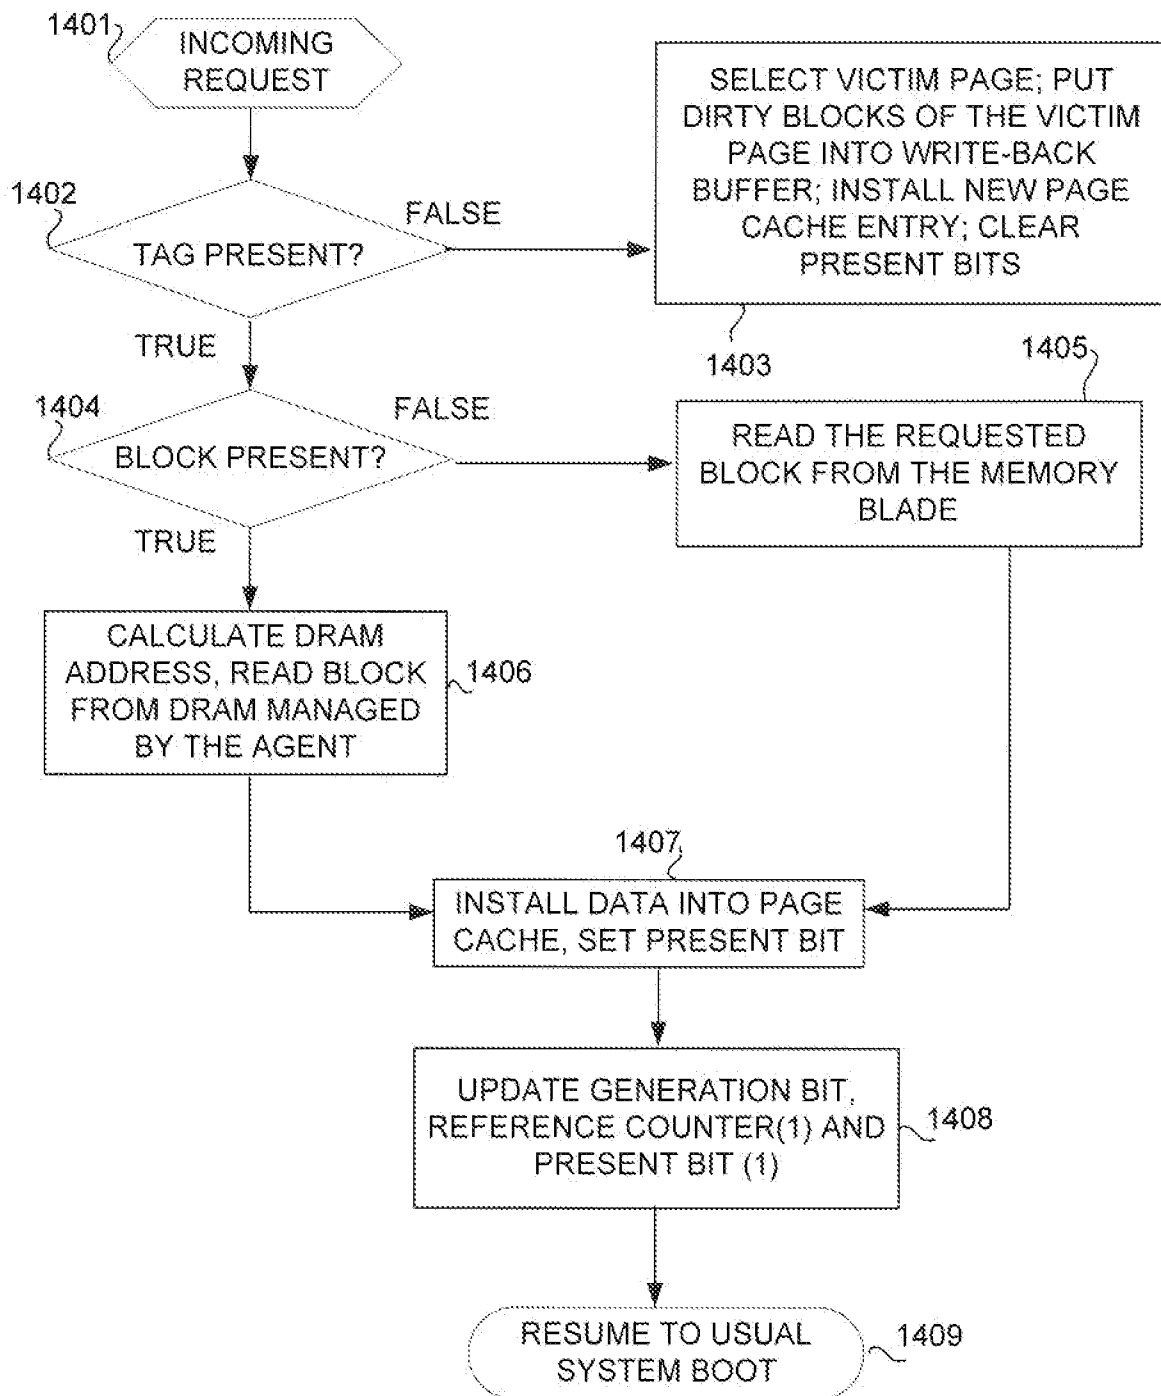 1401
INCOMING
REQUEST
SELECT VICTIM PAGE; PUT
DIRTY BLOCKS OF THE VICTIM
PAGE INTO WRITE-BACK
BUFFER; INSTALL NEW PAGE
CACHE ENTRY; CLEAR
PRESENT BITS
1402
FALSE
TAG PRESENT?
1403
TRUE
1405
1404
FALSE
BLOCK PRESENT?
READ THE REQUESTED
BLOCK FROM THE MEMORY
BLADE
TRUE
CALCULATE DRAM
ADDRESS, READ BLOCK
FROM DRAM MANAGED
BY THE AGENT
1406
1407
INSTALL DATA INTO PAGE
CACHE, SET PRESENT BIT
UPDATE GENERATION BIT,
REFERENCE COUNTER(1) AND
PRESENT BIT (1)
1408
RESUME TO USUAL
SYSTEM BOOT
1409